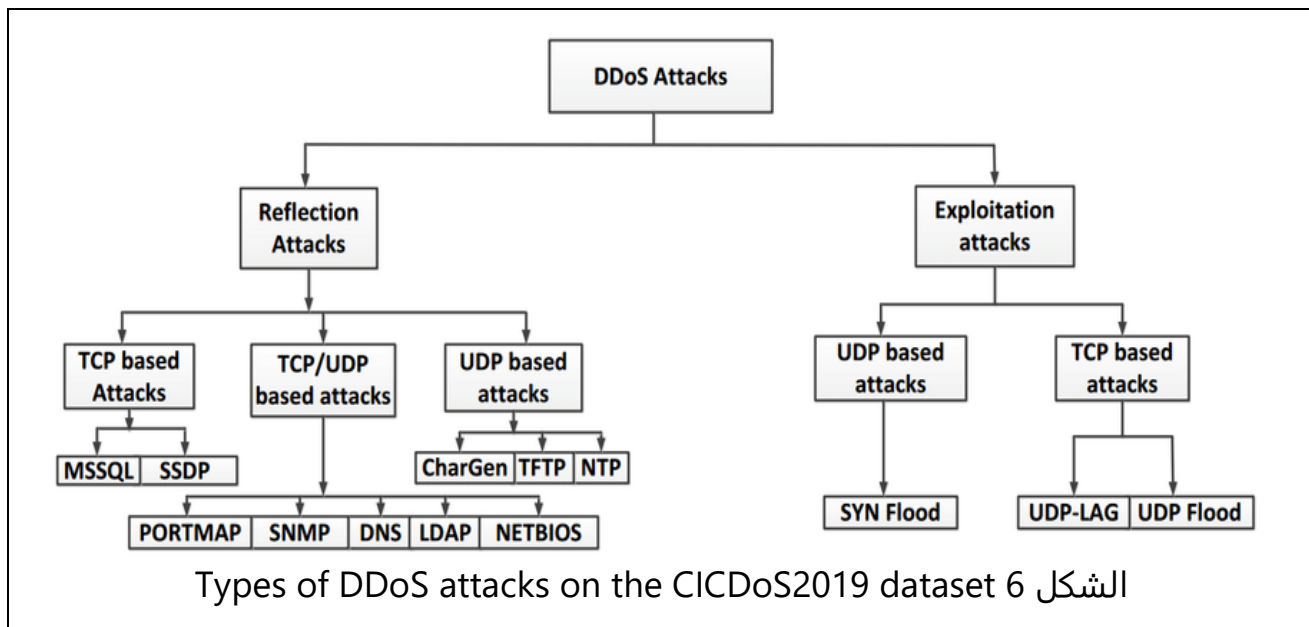 DDoS Attacks
Reflection
Attacks
Exploitation
attacks
TCP based
Attacks
TCP/UDP
based attacks
UDP based
attacks
UDP based
attacks
TCP based
attacks
MSSQL SSDP
CharGen TFTP NTP
PORTMAP SNMP DNS LDAP NETBIOS
SYN Flood
UDP-LAG UDP Flood
الشكل 6 Types of DDoS attacks on the CICDoS2019 dataset